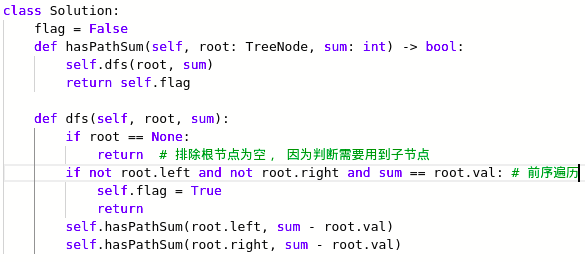 class Solution:
    flag = False
    def hasPathSum(self, root: TreeNode, sum: int) -> bool:
        self.dfs(root, sum)
        return self.flag

    def dfs(self, root, sum):
        if root == None:
            return  # 排除根节点为空， 因为判断需要用到子节点
        if not root.left and not root.right and sum == root.val: # 前序遍历
            self.flag = True
            return
        self.hasPathSum(root.left, sum - root.val)
        self.hasPathSum(root.right, sum - root.val)